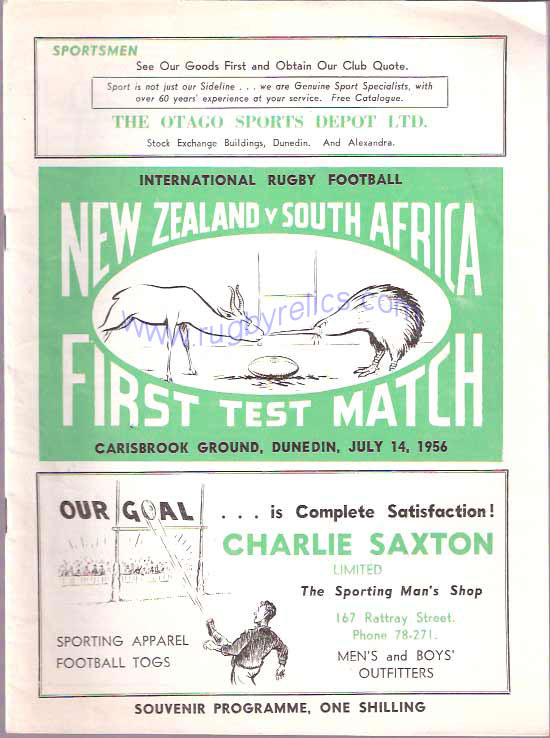 SPORTSMEN
See Our Goods First and Obtain Our Club Quote.
Sport is not just our Sideline . . . we are Genuine Sport Specialists, with
over 60 years' experience at your service. Free Catalogue.
THE OTAGO SPORTS DEPOT LTD.
Stock Exchange Buildings, Dunedin. And Alexandra.
INTERNATIONAL RUGBY FOOTBALL
NEW ZEALAND v SOUTH AFRICA
www.rugbyrelics.com
FIRST TEST MATCH
CARISBROOK GROUND, DUNEDIN, JULY 14, 1956
OUR GOAL . . . is Complete Satisfaction!
CHARLIE SAXTON
LIMITED
The Sporting Man's Shop
167 Rattray Street.
Phone 78-271.
SPORTING APPAREL
FOOTBALL TOGS
MEN'S and BOYS'
OUTFITTERS
SOUVENIR PROGRAMME, ONE SHILLING